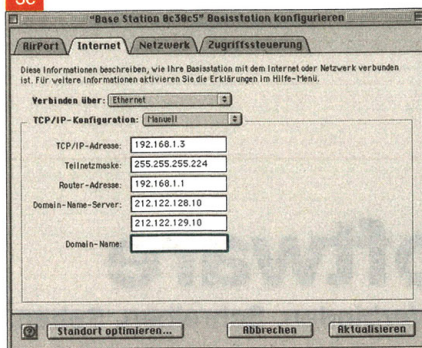 3c
"Base Station 0c30c5" Basisstation konfigurieren
AirPort Internet Netzwerk Zugriffssteuerung
Diese Informationen beschreiben, wie Ihre Basisstation mit dem Internet oder Netzwerk verbunden
ist. Für weitere Informationen aktivieren Sie die Erklärungen im Hilfe-Menü.
Verbinden über: Ethernet
TCP/IP-Konfiguration: Manuell
TCP/IP-Adresse: 192.168.1.3
Teilnetzmaske: 255.255.255.224
Router-Adresse: 192.168.1.1
Domain-Name-Server: 212.122.128.10
212.122.129.10
Domain-Name:
Standort optimieren... Abbrechen Aktualisieren